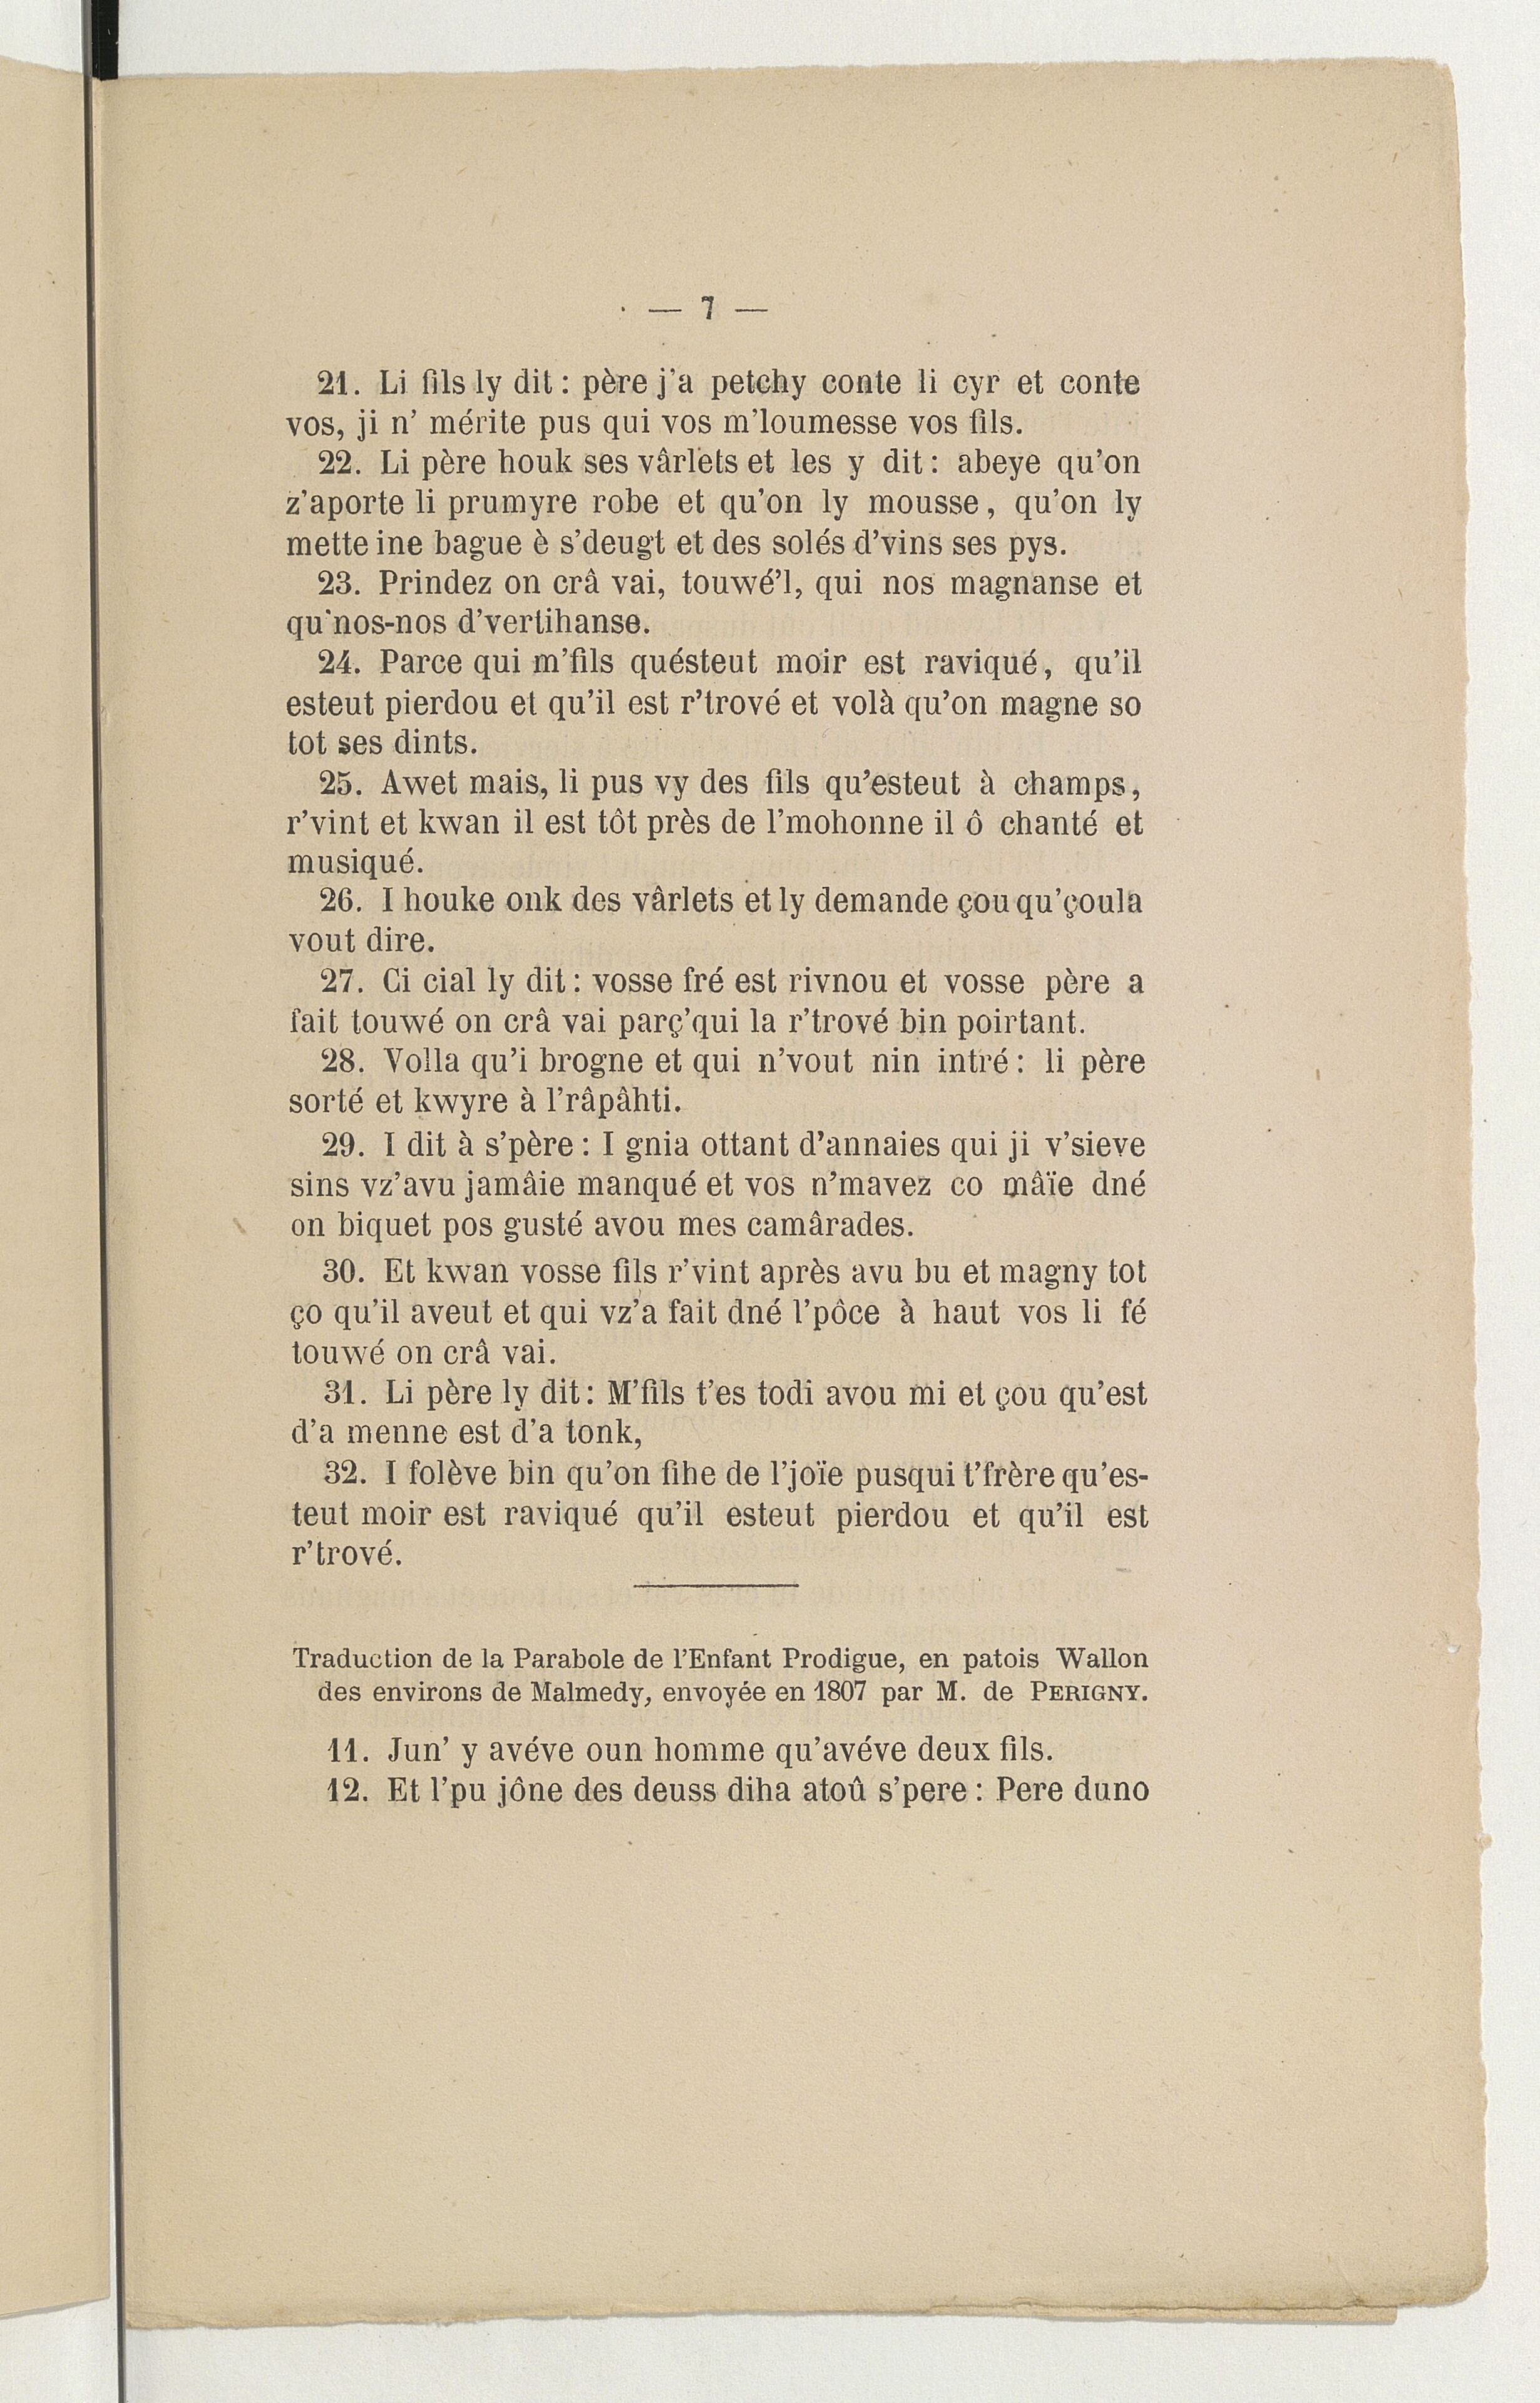 — 7 —
21. Li fils ly dit : père j'a petchy conte li cyr et conte
vos, ji n' mérite pus qui vos m'loumesse vos fils.
22. Li père houk ses vârlets et les y dit : abeye qu'on
z'aporte li prumyre robe et qu'on ly mousse, qu'on ly
mette ine bague è s'deugt et des solés d'vins ses pys.
23. Prindez on crâ vai, touwé'l, qui nos magnanse et
qu'nos-nos d'vertihanse.
24. Parce qui m'fils quésteut moir est raviqué, qu'il
esteut pierdou et qu'il est r'trové et volà qu'on magne so
tot ses dints.
25. Awet mais, li pus vy des fils qu'esteut à champs,
r'vint et kwan il est tôt près de l'mohonne il ô chanté et
musiqué.
26. I houke onk des vârlets et ly demande çou qu'çoula
vout dire.
27. Ci cial ly dit : vosse fré est rivnou et vosse père a
fait touwé on crâ vai parç'qui la r'trové bin poirtant.
28. Volla qu'i brogne et qui n'vout nin intré : li père
sorté et kwyre à l'râpâhti.
29. I dit à s'père : I gnia ottant d'annaies qui ji v'sieve
sins vz'avu jamâie manqué et vos n'mavez co mâïe dné
on biquet pos gusté avou mes camârades.
30. Et kwan vosse fils r'vint après avu bu et magny tot
ço qu'il aveut et qui vz'a fait dné l'pôce à haut vos li fé
touwé on crâ vai.
31. Li père ly dit : M'fils t'es todi avou mi et çou qu'est
d'a menne est d'a tonk,
32. I folève bin qu'on fihe de l'joïe pusqui t'frère qu'es-
teut moir est raviqué qu'il esteut pierdou et qu'il est
r'trové.
Traduction de la Parabole de l'Enfant Prodigue, en patois Wallon
des environs de Malmedy, envoyée en 1807 par M. de PERIGNY.
11. Jun' y avéve oun homme qu'avéve deux fils.
12. Et l'pu jône des deuss diha atoû s'pere : Pere duno